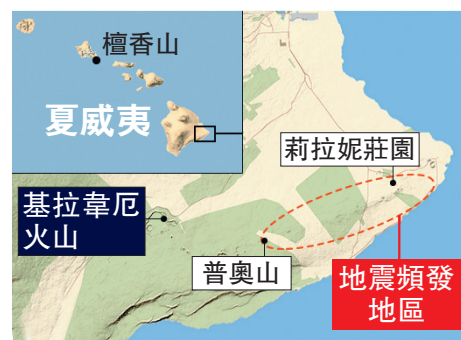 檀香山
夏威夷
莉拉妮莊園
基拉韋厄
火山
普奧山
地震頻發
地區